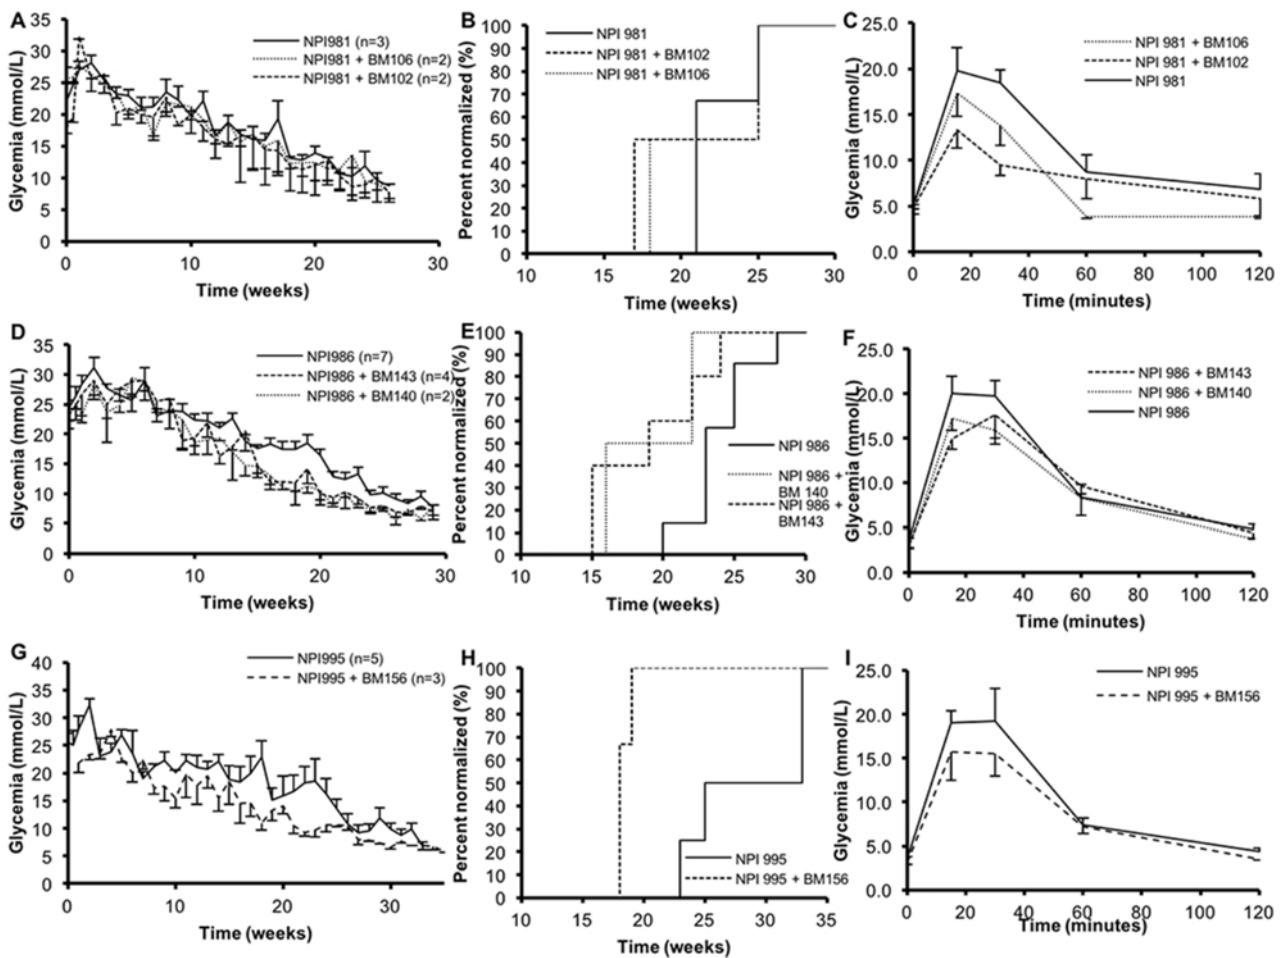 A
Glycemia (mmol/L)
35
30
25
20
15
10
5
0
0 10 20 30
Time (weeks)
NPI981 (n=3)
NPI981 + BM106 (n=2)
NPI981 + BM102 (n=2)
B
Percent normalized (%)
100
90
80
70
60
50
40
30
20
10
0
10 15 20 25 30
Time (weeks)
NPI 981
NPI 981 + BM102
NPI 981 + BM106
C
Glycemia (mmol/L)
25.0
20.0
15.0
10.0
5.0
0.0
0 20 40 60 80 100 120
Time (minutes)
NPI 981 + BM106
NPI 981 + BM102
NPI 981
D
Glycemia (mmol/L)
35
30
25
20
15
10
5
0
0 10 20 30
Time (weeks)
NPI986 (n=7)
NPI986 + BM143 (n=4)
NPI986 + BM140 (n=2)
E
Percent normalized (%)
100
90
80
70
60
50
40
30
20
10
0
10 15 20 25 30
Time (weeks)
NPI 986
NPI 986 +
BM 140
NPI 986 +
BM143
F
Glycemia (mmol/L)
25.0
20.0
15.0
10.0
5.0
0.0
0 20 40 60 80 100 120
Time (minutes)
NPI 986 + BM143
NPI 986 + BM140
NPI 986
G
Glycemia (mmol/L)
40
35
30
25
20
15
10
5
0
0 10 20 30
Time (weeks)
NPI995 (n=5)
NPI995 + BM156 (n=3)
H
Percent normalized (%)
100
90
80
70
60
50
40
30
20
10
0
10 15 20 25 30 35
Time (weeks)
NPI 995
NPI 995 + BM156
I
Glycemia (mmol/L)
25.0
20.0
15.0
10.0
5.0
0.0
0 20 40 60 80 100 120
Time (minutes)
NPI 995
NPI 995 + BM156